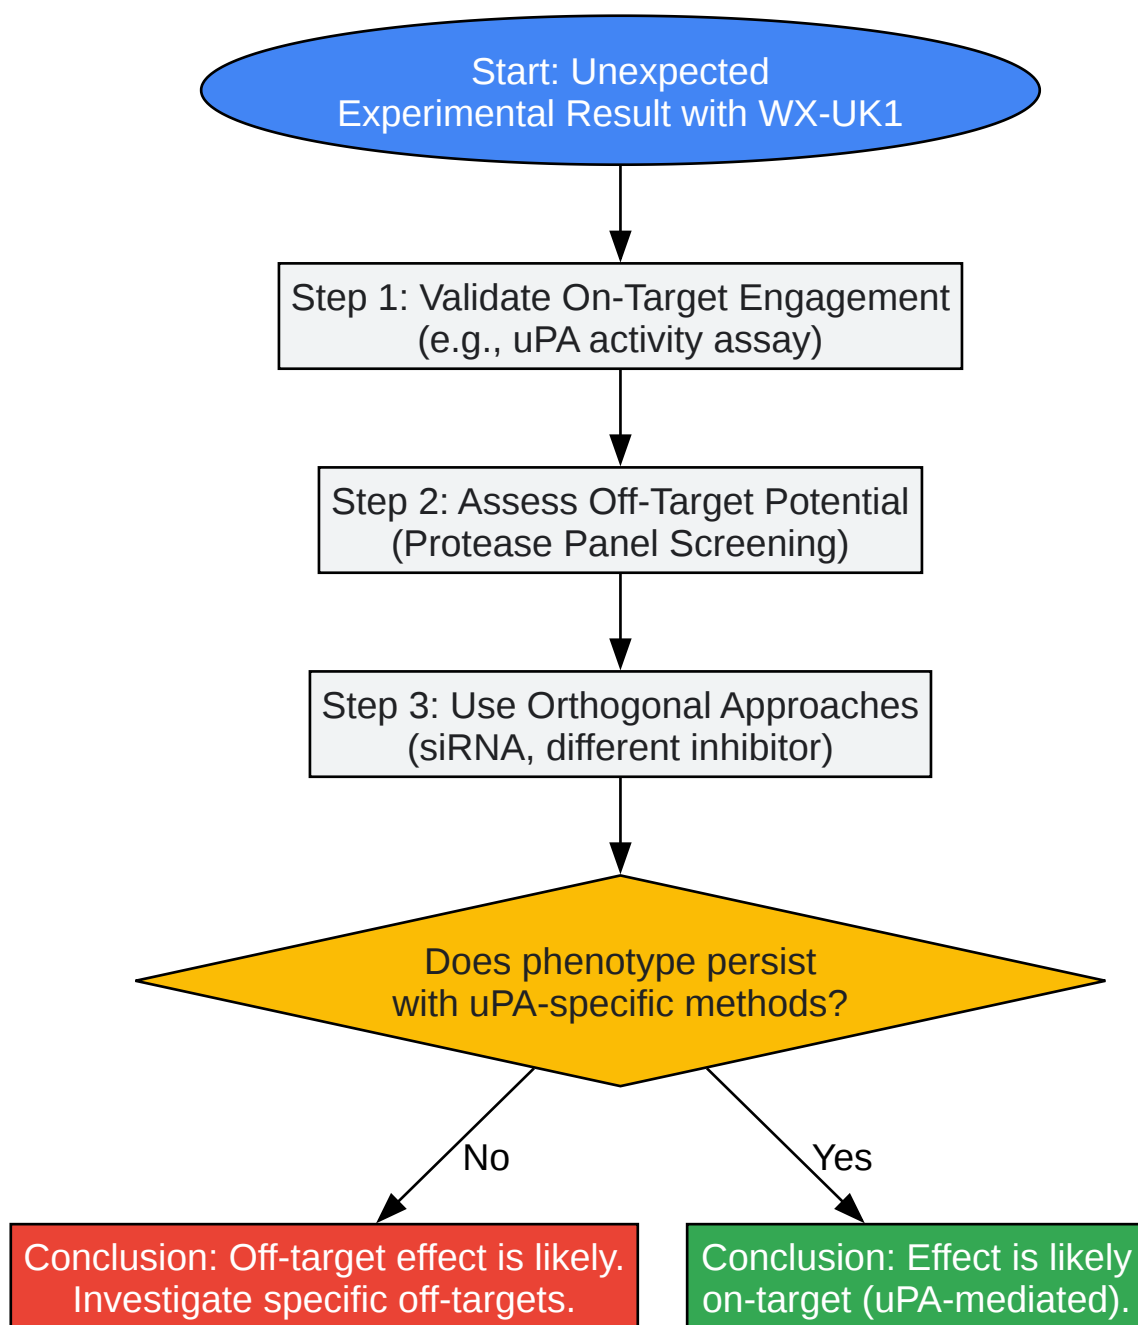 Start: Unexpected
Experimental Result with WX-UK1
Step 1: Validate On-Target Engagement
(e.g., uPA activity assay)
Step 2: Assess Off-Target Potential
(Protease Panel Screening)
Step 3: Use Orthogonal Approaches
(siRNA, different inhibitor)
Does phenotype persist
with uPA-specific methods?
No
Yes
Conclusion: Off-target effect is likely.
Investigate specific off-targets.
Conclusion: Effect is likely
on-target (uPA-mediated).